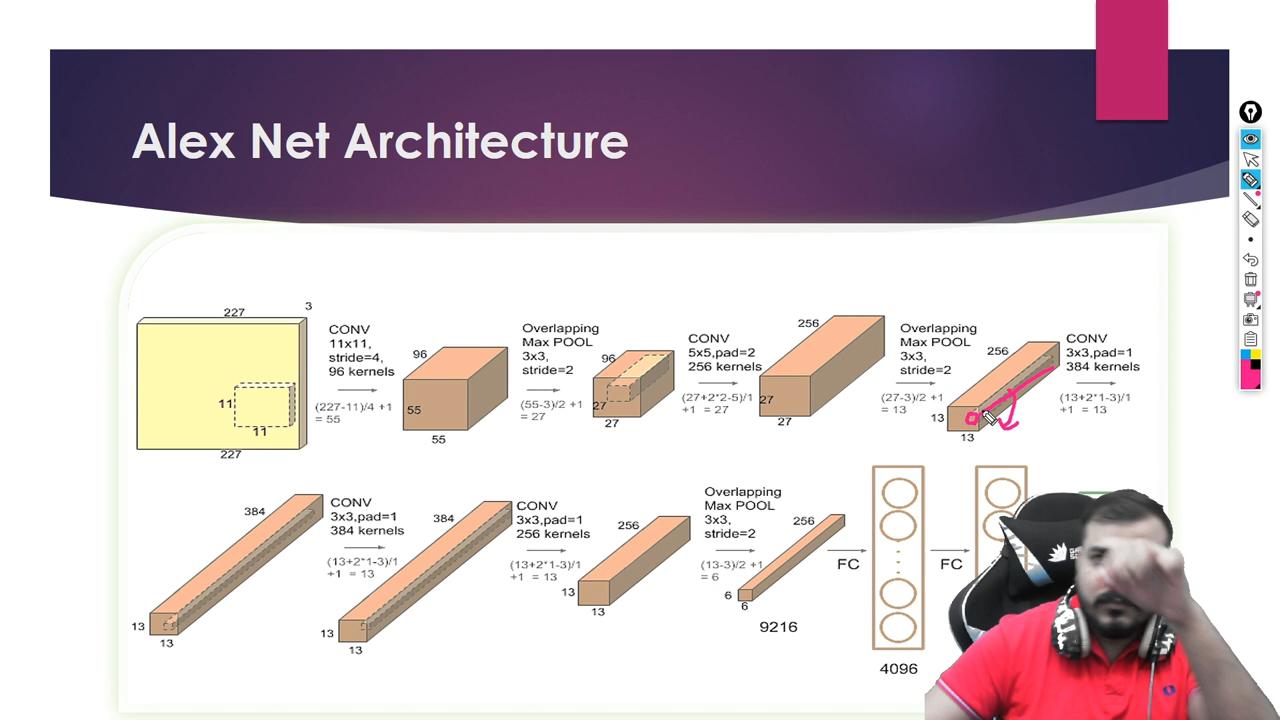 Alex Net Architecture
227
3
11
11
227
CONV
11x11,
stride=4,
96 kernels
(227-11)/4 +1
= 55
96
55
55
Overlapping
Max POOL
3x3,
stride=2
(55-3)/2 +1
= 27
96
27
27
CONV
5x5,pad=2
256 kernels
(27+2*2-5)/1
+1 = 27
256
27
27
Overlapping
Max POOL
3x3,
stride=2
(27-3)/2 +1
= 13
256
13
13
CONV
3x3,pad=1
384 kernels
(13+2*1-3)/1
+1 = 13
384
13
13
CONV
3x3,pad=1
384 kernels
(13+2*1-3)/1
+1 = 13
384
13
13
CONV
3x3,pad=1
256 kernels
(13+2*1-3)/1
+1 = 13
256
13
13
Overlapping
Max POOL
3x3,
stride=2
(13-3)/2 +1
= 6
256
6
6
9216
FC
4096
FC